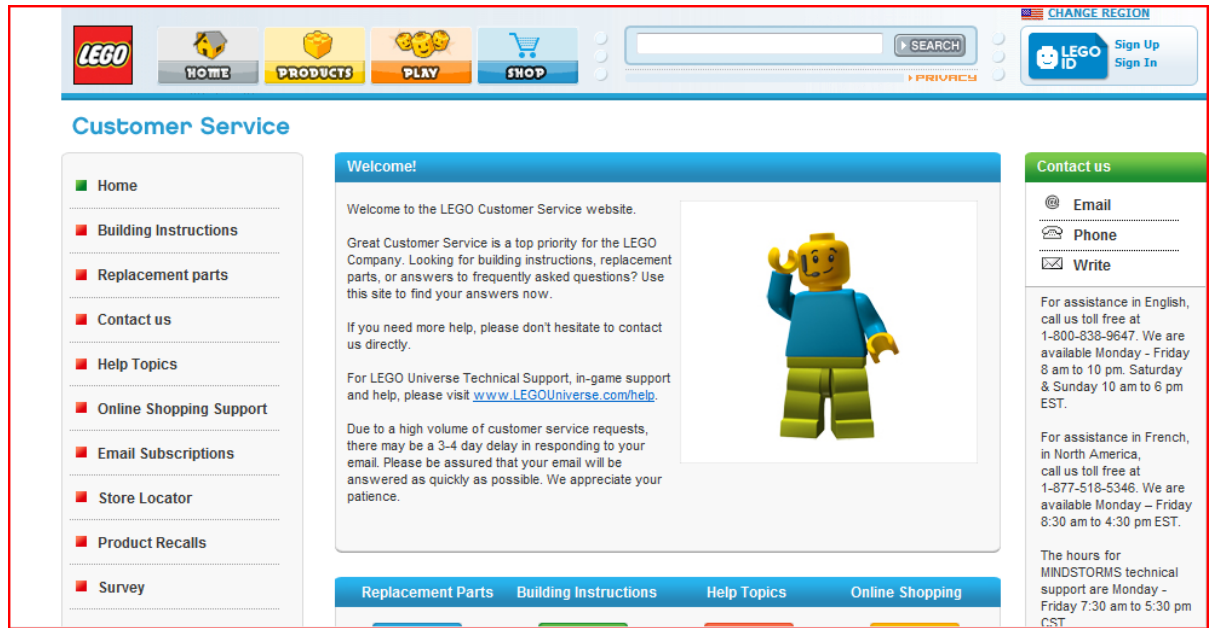 CHANGE REGION
LEGO
HOME
PRODUCTS
PLAY
SHOP
SEARCH
PRIVACY
LEGO ID
Sign Up
Sign In
Customer Service
Home
Building Instructions
Replacement parts
Contact us
Help Topics
Online Shopping Support
Email Subscriptions
Store Locator
Product Recalls
Survey
Welcome!
Welcome to the LEGO Customer Service website.
Great Customer Service is a top priority for the LEGO
Company. Looking for building instructions, replacement
parts, or answers to frequently asked questions? Use
this site to find your answers now.
If you need more help, please don't hesitate to contact
us directly.
For LEGO Universe Technical Support, in-game support
and help, please visit www.LEGOUniverse.com/help.
Due to a high volume of customer service requests,
there may be a 3-4 day delay in responding to your
email. Please be assured that your email will be
answered as quickly as possible. We appreciate your
patience.
Replacement Parts
Building Instructions
Help Topics
Online Shopping
Contact us
@ Email
Phone
Write
For assistance in English,
call us toll free at
1-800-838-9647. We are
available Monday - Friday
8 am to 10 pm. Saturday
& Sunday 10 am to 6 pm
EST.
For assistance in French,
in North America,
call us toll free at
1-877-518-5346. We are
available Monday – Friday
8:30 am to 4:30 pm EST.
The hours for
MINDSTORMS technical
support are Monday -
Friday 7:30 am to 5:30 pm
CST